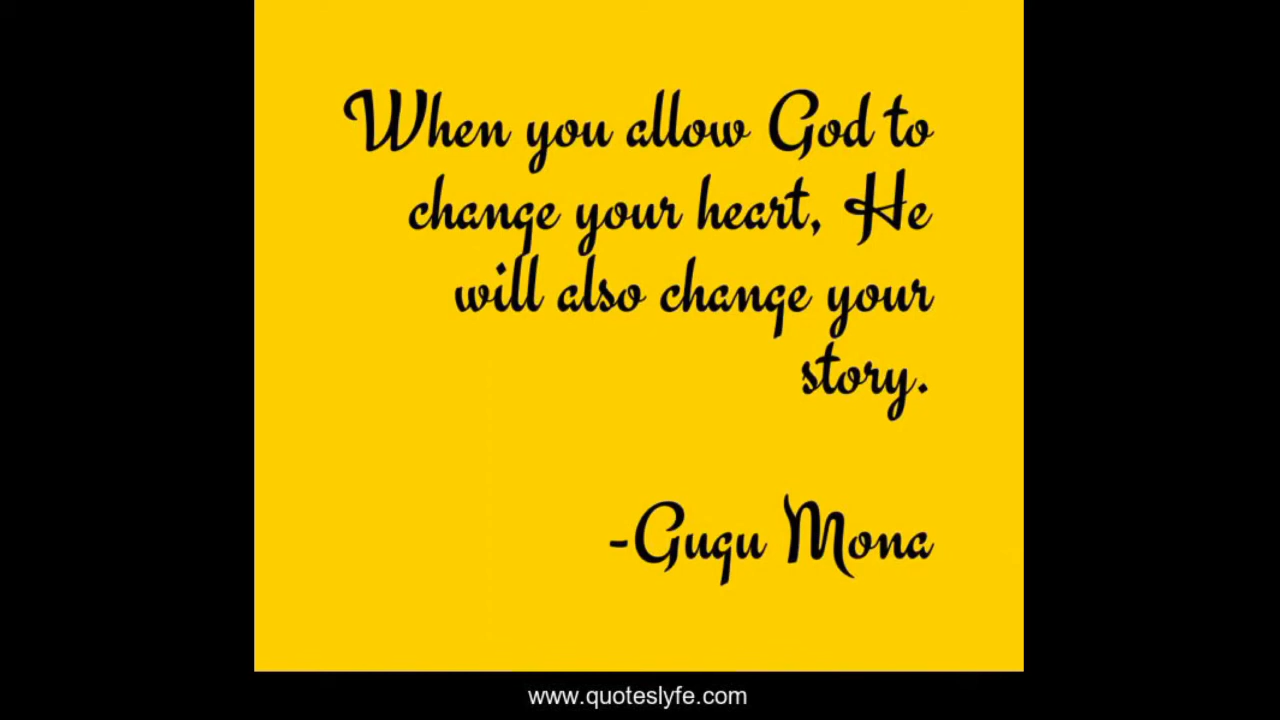 When you allow God to
change your heart, He
will also change your
story.
-Gugu Mona
www.quoteslyfe.com